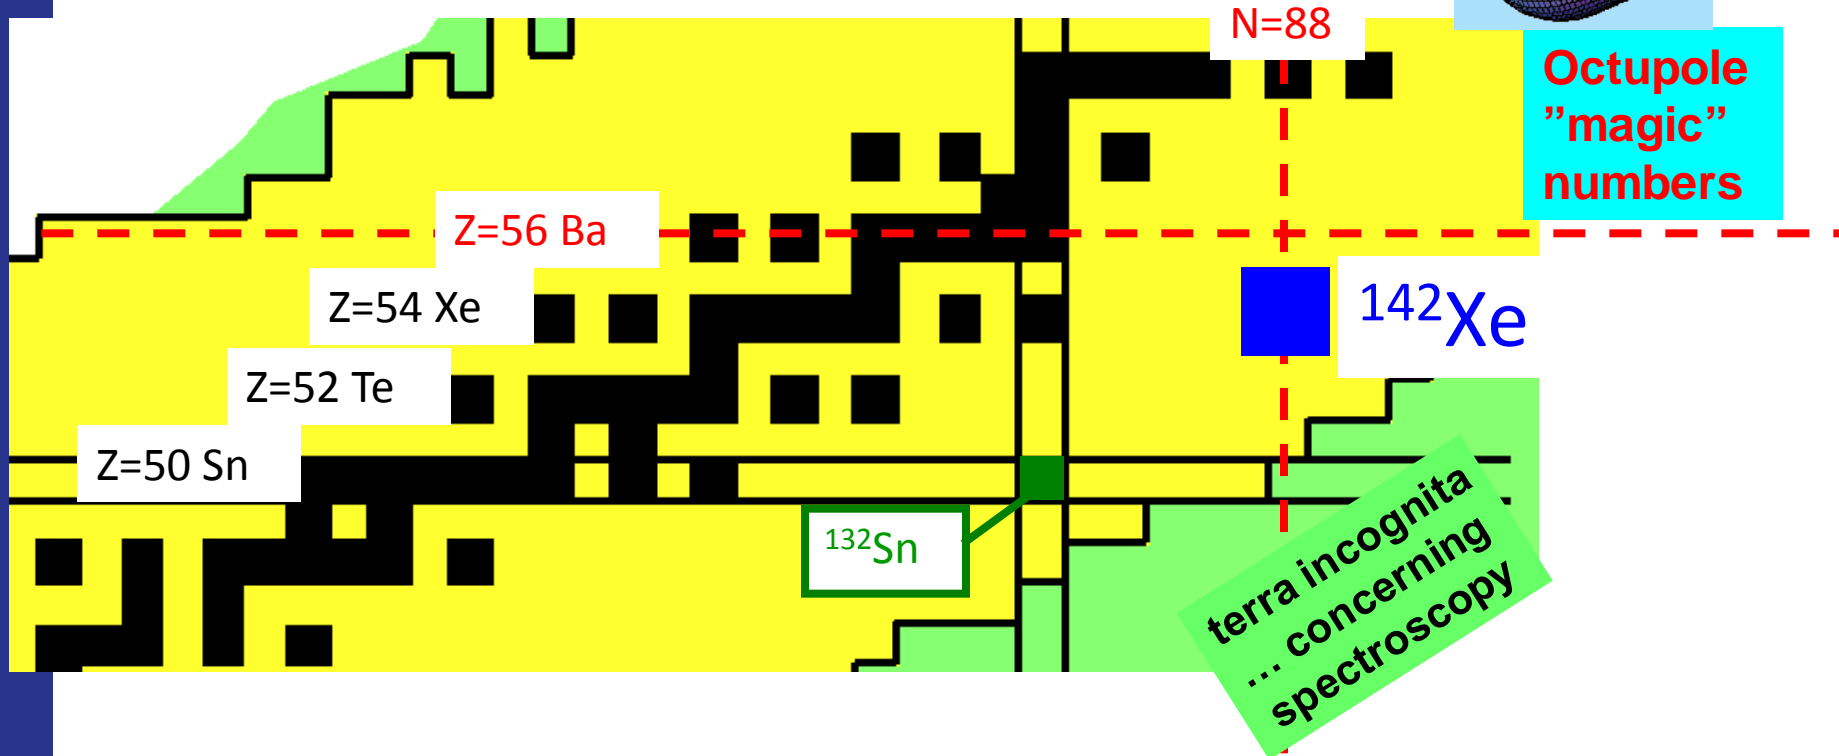 N=88
Octupole
”magic”
numbers
Z=56 Ba
Z=54 Xe
142Xe
Z=52 Te
Z=50 Sn
132Sn
terra incognita
... concerning
spectroscopy